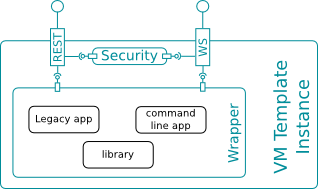 REST
Security
WS
VM Template
Instance
Wrapper
Legacy app
command
line app
library